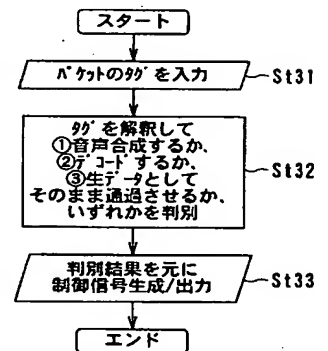 スタート
パケットのタグを入力
St31
タグを解釈して
①音声合成するか、
②デコードするか、
③生データとして
そのまま通過させるか、
いずれかを判別
St32
判別結果を元に
制御信号生成/出力
St33
エンド